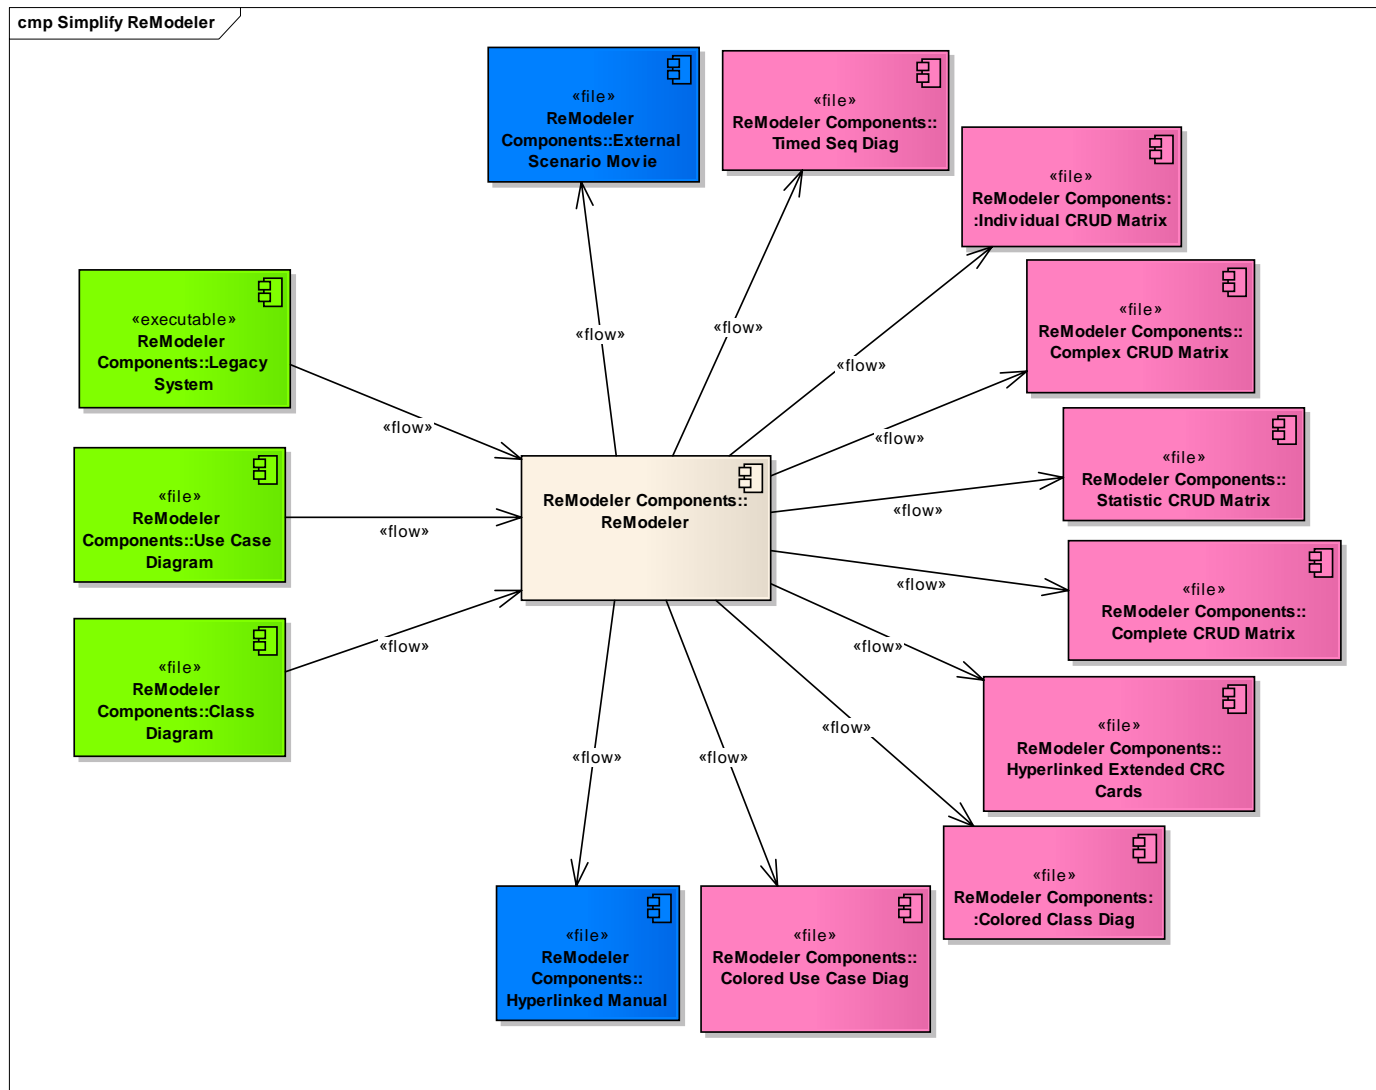 cmp Simplify ReModeler
«file»
ReModeler
Components::External
Scenario Movie
«file»
ReModeler Components::
Timed Seq Diag
«file»
ReModeler Components:
:Individual CRUD Matrix
«file»
ReModeler Components::
Complex CRUD Matrix
«executable»
ReModeler
Components::Legacy
System
«flow»
«flow»
«flow»
«flow»
«flow»
«file»
ReModeler Components::
Statistic CRUD Matrix
«file»
ReModeler
Components::Use Case
Diagram
«flow»
ReModeler Components::
ReModeler
«flow»
«file»
ReModeler Components::
Complete CRUD Matrix
«flow»
«file»
ReModeler
Components::Class
Diagram
«flow»
«flow»
«file»
ReModeler Components::
Hyperlinked Extended CRC
Cards
«flow»
«flow»
«flow»
«file»
ReModeler Components:
:Colored Class Diag
«file»
ReModeler
Components::
Hyperlinked Manual
«file»
ReModeler Components::
Colored Use Case Diag